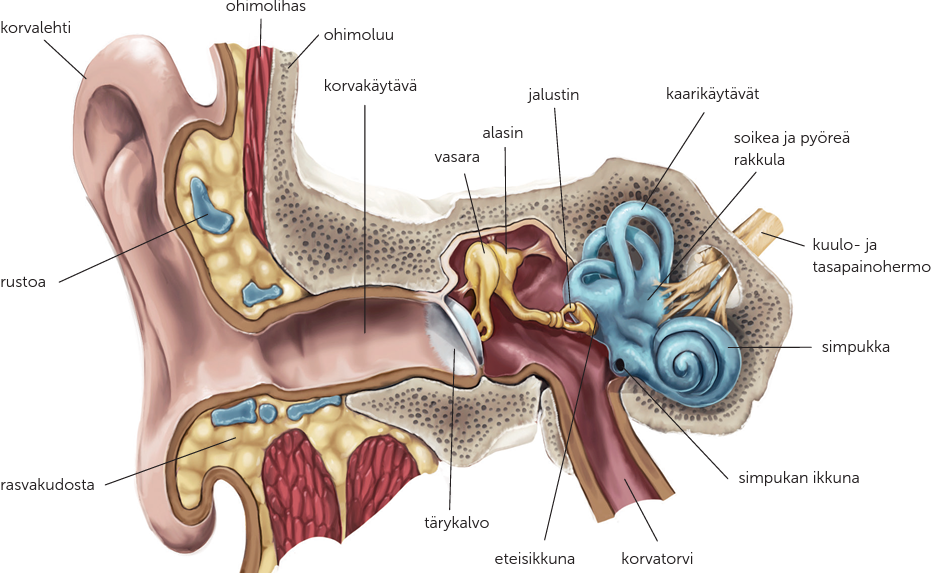 ohimolihas
korvalehti
ohimoluu
korvakäytävä
jalustin
kaarikäytävät
alasin
soikea ja pyöreä
rakkula
vasara
kuulo- ja
tasapainohermo
rustoa
simpukka
rasvakudosta
simpukan ikkuna
tärykalvo
eteisikkuna
korvatorvi